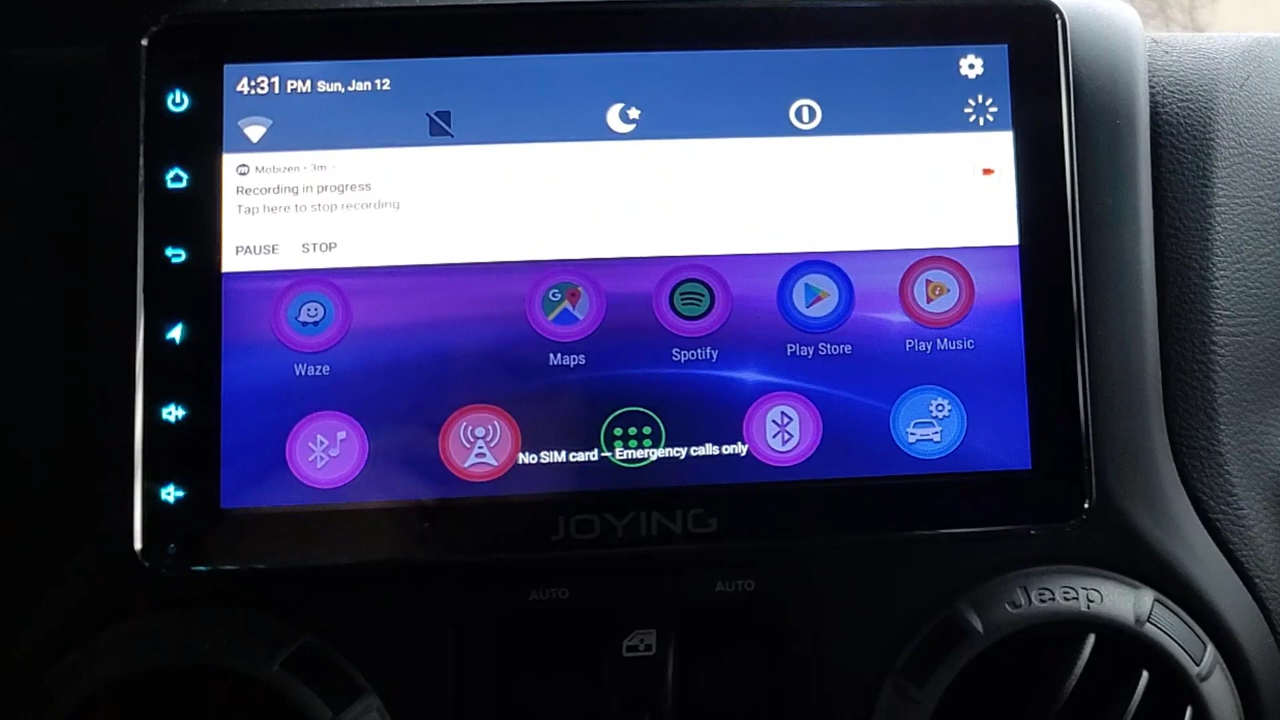 4:31 PM Sun, Jan 12
Mobizen • 3m
Recording in progress
Tap here to stop recording.
PAUSE STOP
G
Waze
Maps
Spotify
Play Store
Play Music
No SIM card – Emergency calls only
JOYING
AUTO AUTO
Jeep